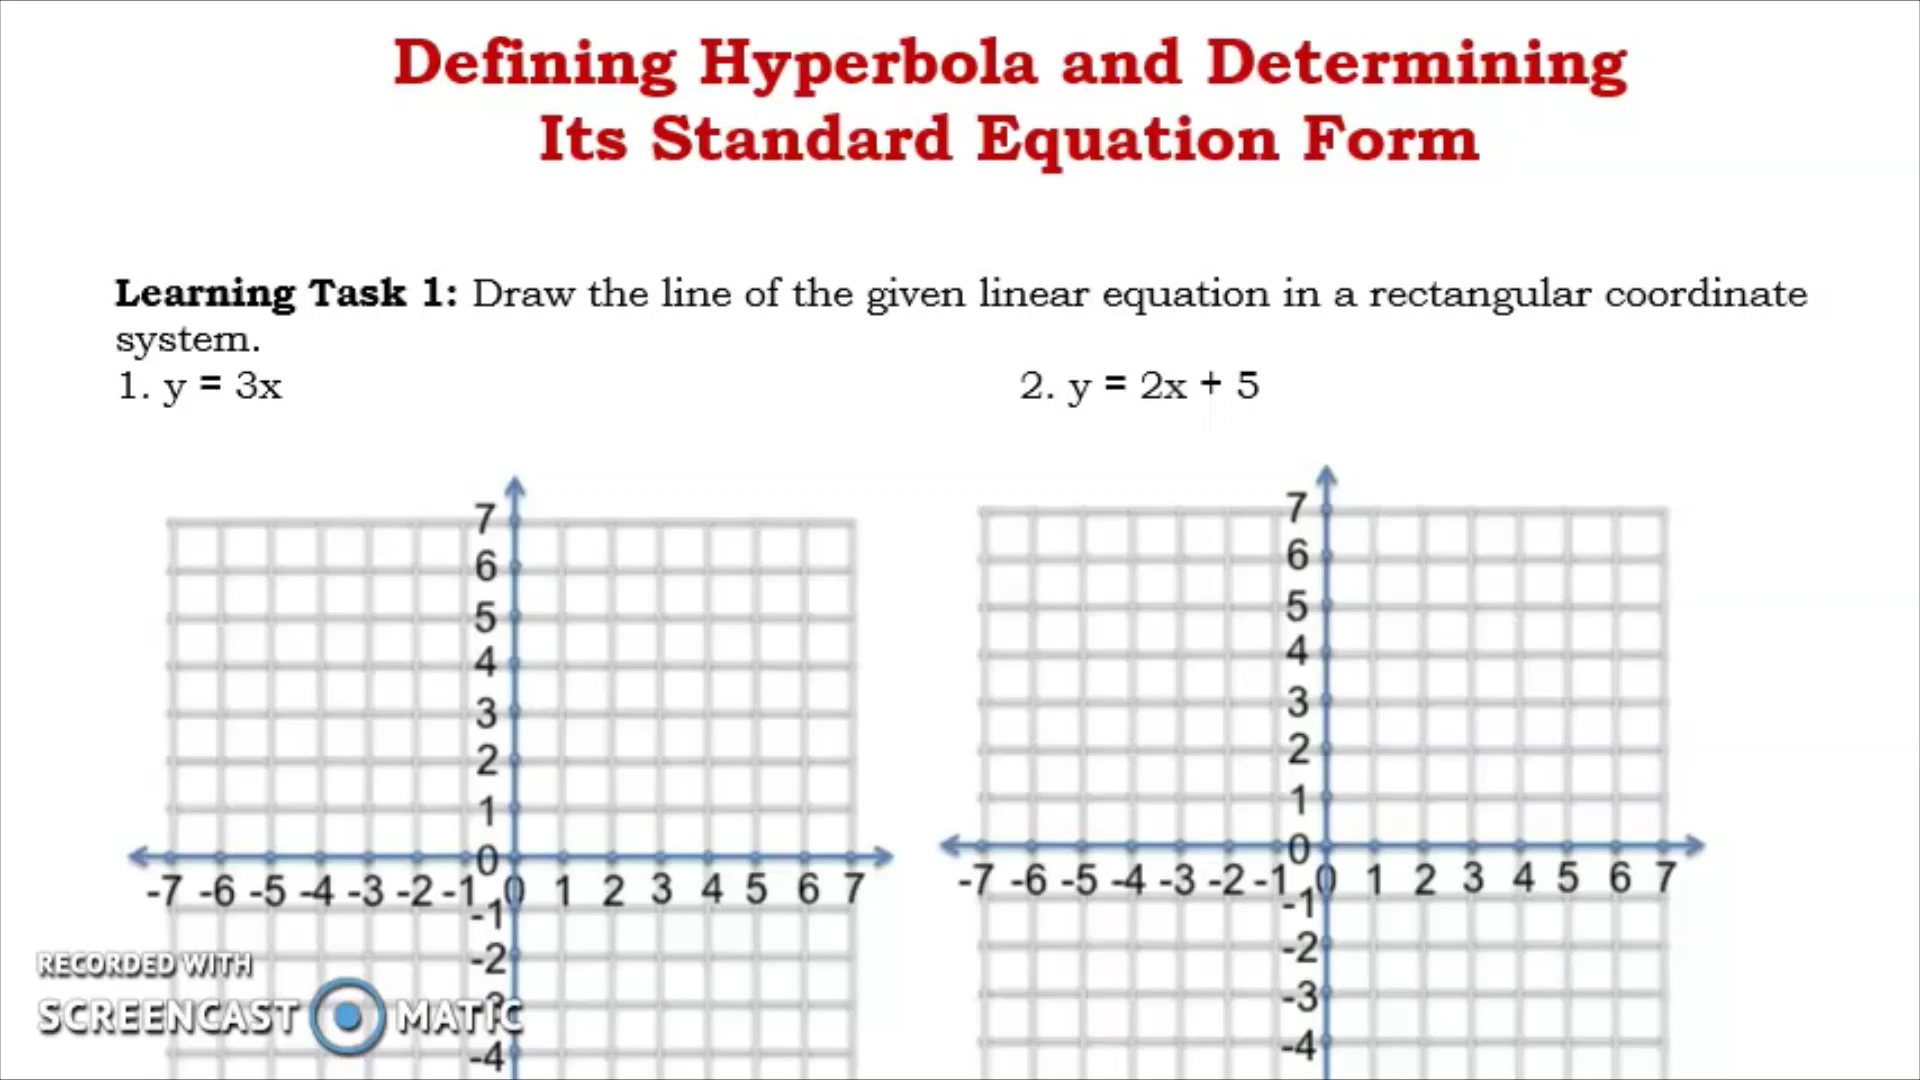 Defining Hyperbola and Determining
Its Standard Equation Form
Learning Task 1: Draw the line of the given linear equation in a rectangular coordinate
system.
1. y = 3x
2. y = 2x + 5
7
6
5
4
3
2
1
0
-7 -6 -5 -4 -3 -2 -1 0 1 2 3 4 5 6 7
-1
-2
-3
-4
7
6
5
4
3
2
1
0
-7 -6 -5 -4 -3 -2 -1 0 1 2 3 4 5 6 7
-1
-2
-3
-4
RECORDED WITH
SCREENCAST MATIC